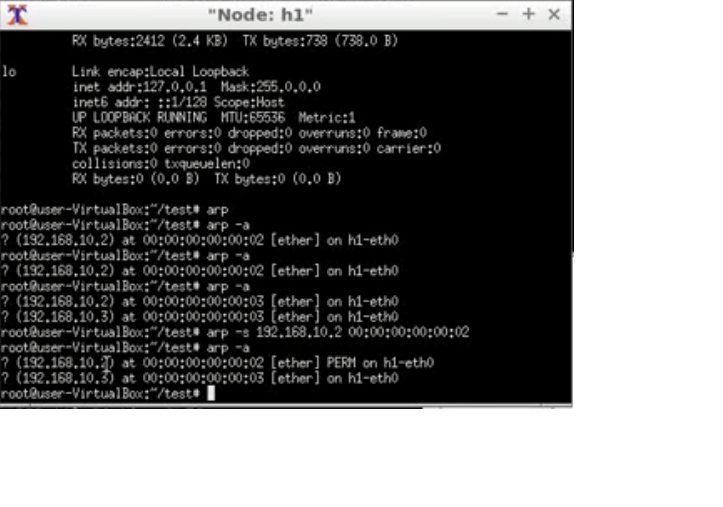 "Node: h1"
RX bytes:2412 (2.4 KB)  TX bytes:738 (738.0 B)
lo        Link encap:Local Loopback
inet addr:127.0.0.1  Mask:255.0.0.0
inet6 addr: ::1/128 Scope:Host
UP LOOPBACK RUNNING  MTU:65536  Metric:1
RX packets:0 errors:0 dropped:0 overruns:0 frame:0
TX packets:0 errors:0 dropped:0 overruns:0 carrier:0
collisions:0 txqueuelen:0
RX bytes:0 (0.0 B)  TX bytes:0 (0.0 B)
root@user-VirtualBox:~/test# arp
root@user-VirtualBox:~/test# arp -a
? (192.168.10.2) at 00:00:00:00:00:02 [ether] on h1-eth0
root@user-VirtualBox:~/test# arp -a
? (192.168.10.2) at 00:00:00:00:00:02 [ether] on h1-eth0
root@user-VirtualBox:~/test# arp -a
? (192.168.10.2) at 00:00:00:00:00:03 [ether] on h1-eth0
? (192.168.10.3) at 00:00:00:00:00:03 [ether] on h1-eth0
root@user-VirtualBox:~/test# arp -s 192.168.10.2 00:00:00:00:00:02
root@user-VirtualBox:~/test# arp -a
? (192.168.10.2) at 00:00:00:00:00:02 [ether] PERM on h1-eth0
? (192.168.10.3) at 00:00:00:00:00:03 [ether] on h1-eth0
root@user-VirtualBox:~/test#